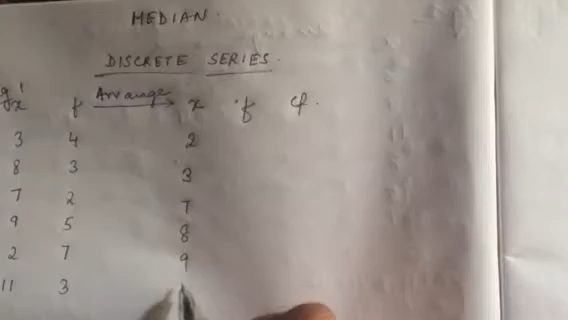 MEDIAN.
DISCRETE SERIES.
x f Arrange x f cf.
3 4 2
8 3 3
7 2 7
9 5 8
2 7 9
11 3